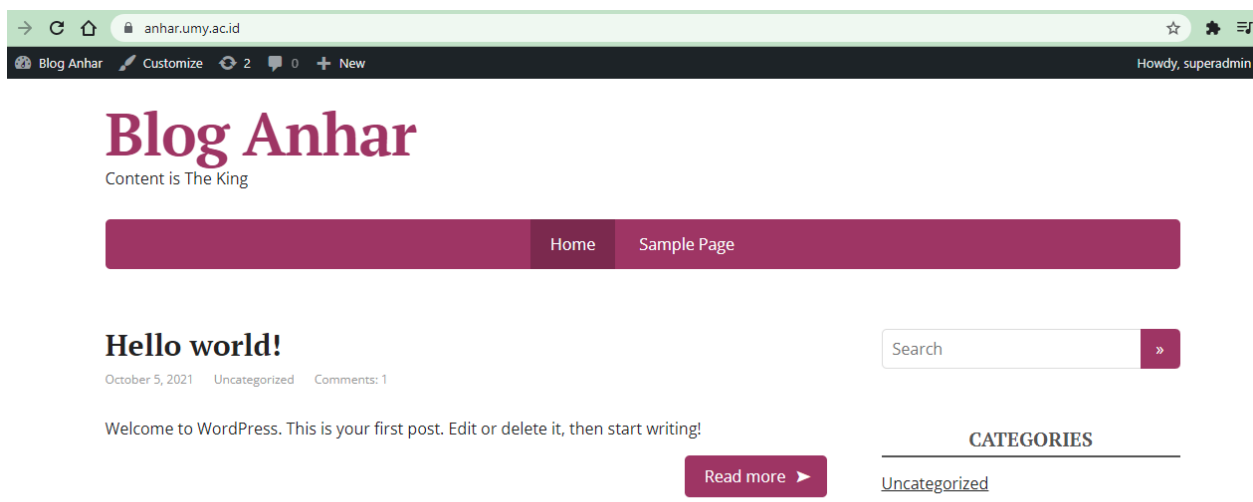 anhar.umy.ac.id
Blog Anhar Customize 2 0 New Howdy, superadmin
Blog Anhar
Content is The King
Home Sample Page
Hello world!
October 5, 2021 Uncategorized Comments: 1
Welcome to WordPress. This is your first post. Edit or delete it, then start writing!
Read more ➤
Search »
CATEGORIES
Uncategorized